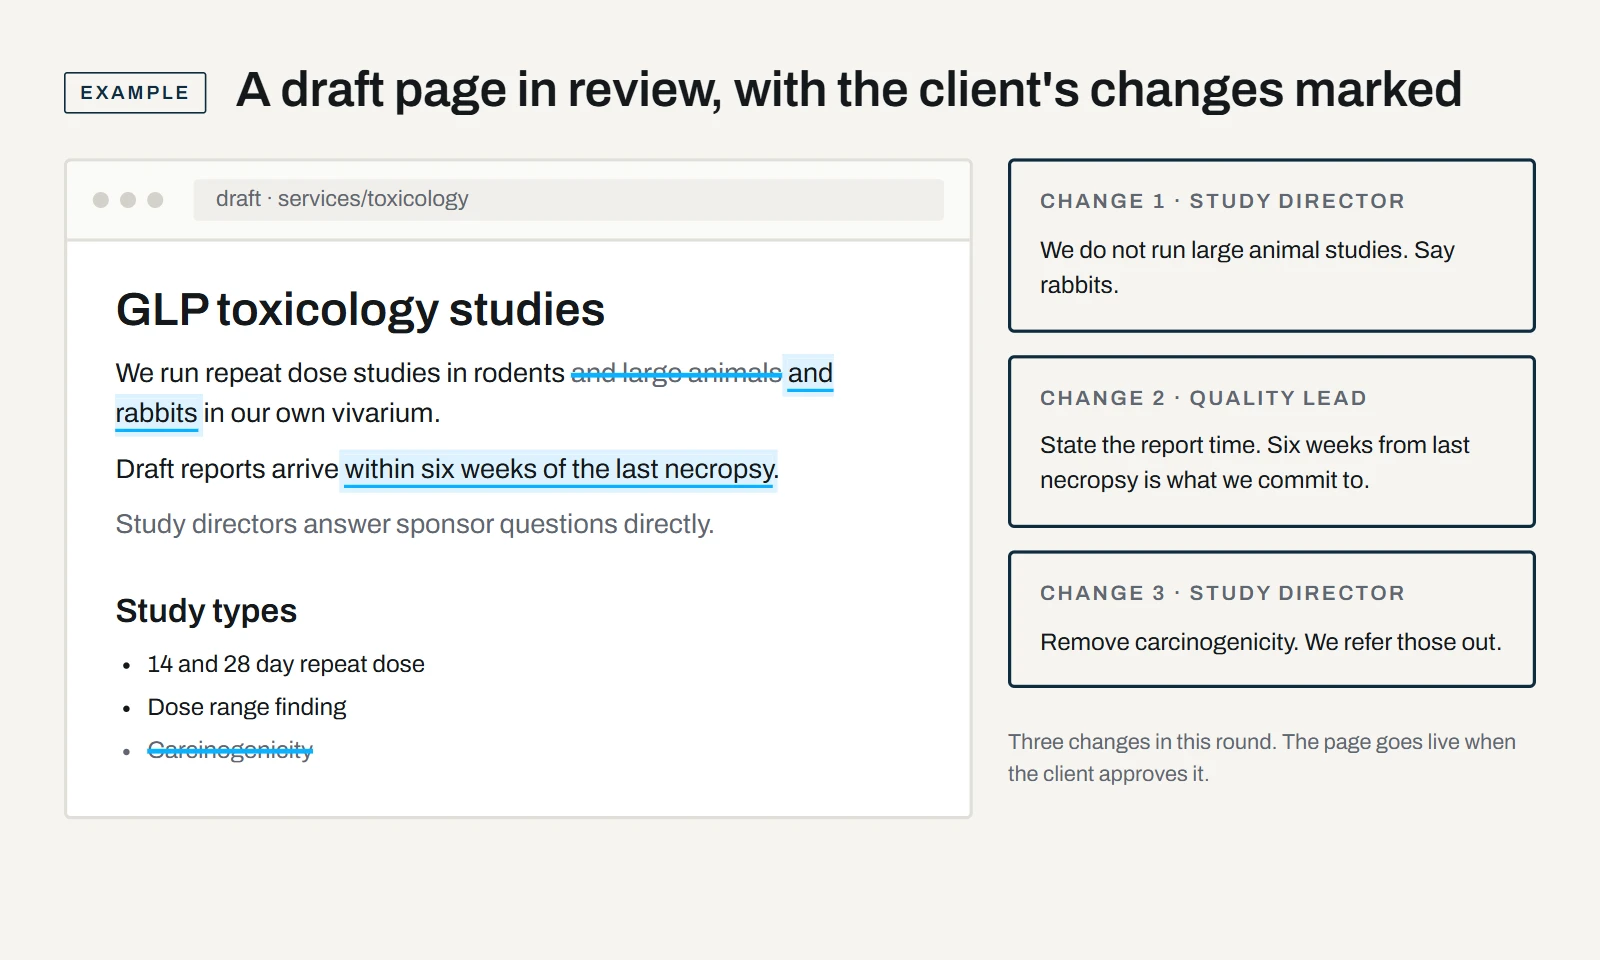 EXAMPLE
A draft page in review, with the client's changes marked
draft · services/toxicology
GLP toxicology studies
We run repeat dose studies in rodents and large animals and
rabbits in our own vivarium.
Draft reports arrive within six weeks of the last necropsy.
Study directors answer sponsor questions directly.
Study types
• 14 and 28 day repeat dose
• Dose range finding
• Carcinogenicity
CHANGE 1 · STUDY DIRECTOR
We do not run large animal studies. Say
rabbits.
CHANGE 2 · QUALITY LEAD
State the report time. Six weeks from last
necropsy is what we commit to.
CHANGE 3 · STUDY DIRECTOR
Remove carcinogenicity. We refer those out.
Three changes in this round. The page goes live when
the client approves it.